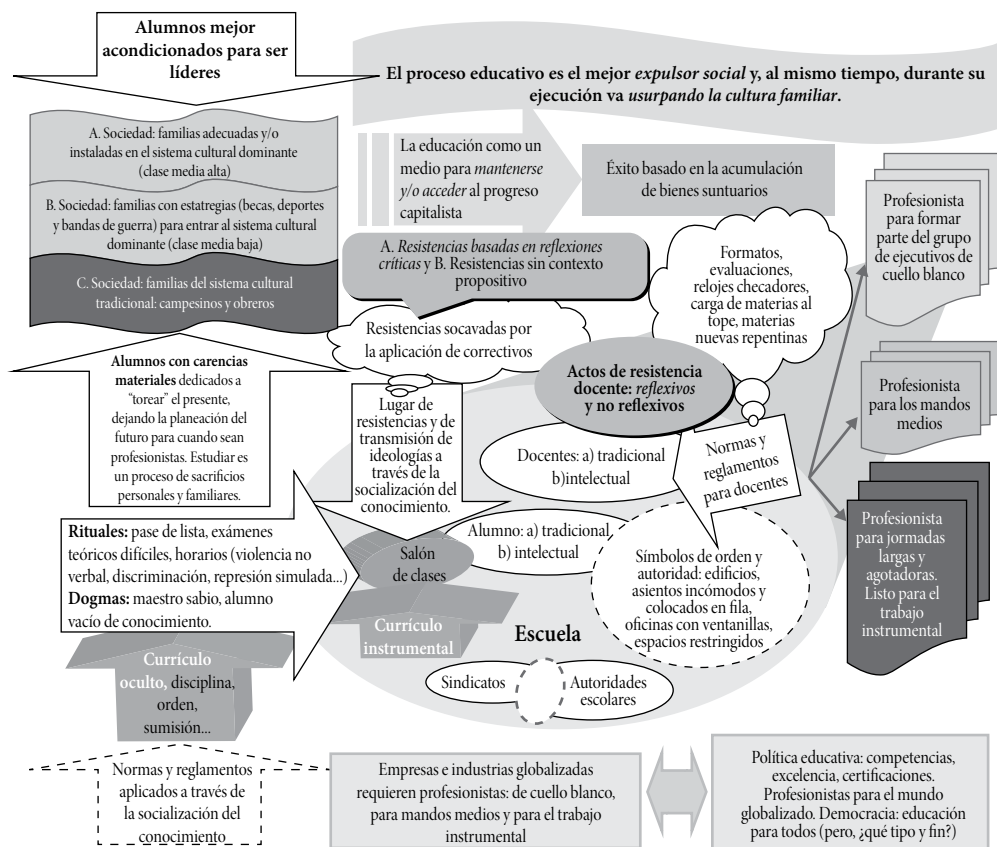 Alumnos mejor
acondicionados para ser
líderes
El proceso educativo es el mejor expulsor social y, al mismo tiempo, durante su
ejecución va usurpando la cultura familiar.
A. Sociedad: familias adecuadas y/o
instaladas en el sistema cultural dominante
(clase media alta)
B. Sociedad: familias con estrategias (becas, deportes
y bandas de guerra) para entrar al sistema cultural
dominante (clase media baja)
C. Sociedad: familias del sistema cultural
tradicional: campesinos y obreros
La educación como un
medio para mantenerse
y/o acceder al progreso
capitalista
Éxito basado en la acumulación
de bienes suntuarios
A. Resistencias basadas en reflexiones
críticas y B. Resistencias sin contexto
propositivo
Resistencias socavadas por
la aplicación de correctivos
Formatos,
evaluaciones,
relojes checadores,
carga de materias al
tope, materias
nuevas repentinas
Profesionista
para formar
parte del grupo
de ejecutivos de
cuello blanco
Alumnos con carencias
materiales dedicados a
"torear" el presente,
dejando la planeación del
futuro para cuando sean
profesionistas. Estudiar es
un proceso de sacrificios
personales y familiares.
Lugar de
resistencias y de
transmisión de
ideologías a
través de la
socialización del
conocimiento.
Actos de resistencia
docente: reflexivos
y no reflexivos
Profesionista
para los mandos
medios
Docentes: a) tradicional
b)intelectual
Normas y
reglamentos
para docentes
Rituales: pase de lista, exámenes
teóricos difíciles, horarios (violencia no
verbal, discriminación, represión simulada...)
Dogmas: maestro sabio, alumno
vacío de conocimiento.
Salón
de clases
Alumno: a) tradicional
b) intelectual
Símbolos de orden y
autoridad: edificios,
asientos incómodos y
colocados en fila,
oficinas con ventanillas,
espacios restringidos
Profesionista
para jormadas
largas y
agotadoras.
Listo para el
trabajo
instrumental
Currículo
instrumental
Escuela
Currículo
oculto, disciplina,
orden,
sumisión...
Sindicatos
Autoridades
escolares
Normas y reglamentos
aplicados a través de
la socialización del
conocimiento
Empresas e industrias globalizadas
requieren profesionistas: de cuello blanco,
para mandos medios y para el trabajo
instrumental
Política educativa: competencias,
excelencia, certificaciones.
Profesionistas para el mundo
globalizado. Democracia: educación
para todos (pero, ¿qué tipo y fin?)